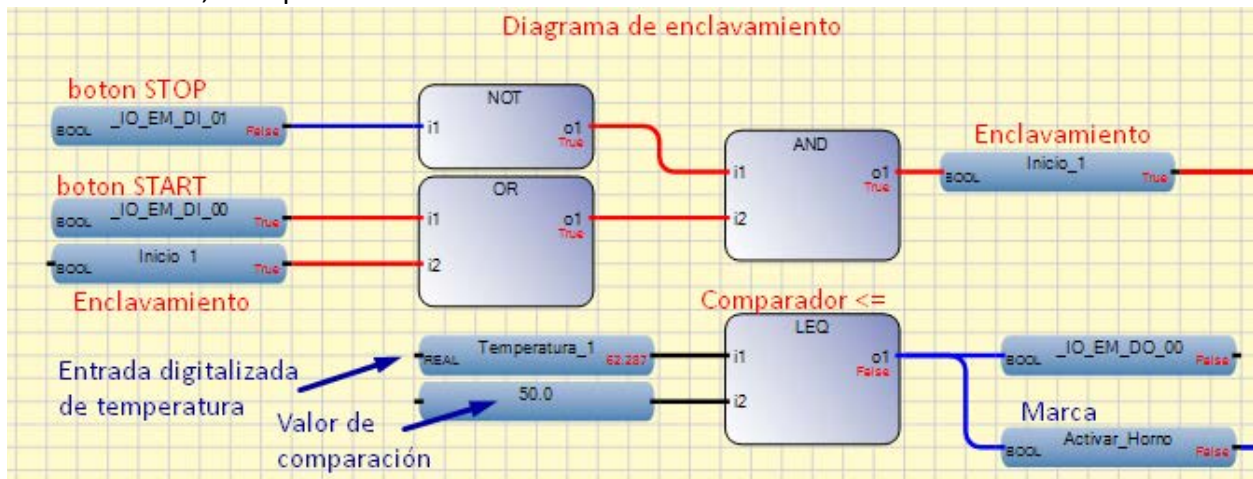 Diagrama de enclavamiento
boton STOP
BOOL _IO_EM_DI_01 False
NOT
i1 o1
True
boton START
BOOL _IO_EM_DI_00 True
BOOL Inicio 1 True
Enclavamiento
OR
i1 o1
True
i2
AND
i1 o1
True
i2
Enclavamiento
BOOL Inicio_1 True
Comparador <=
LEQ
i1 o1
False
i2
REAL Temperatura_1 62.287
50.0
Entrada digitalizada
de temperatura
Valor de
comparación
BOOL _IO_EM_DO_00 False
Marca
BOOL Activar_Horno False